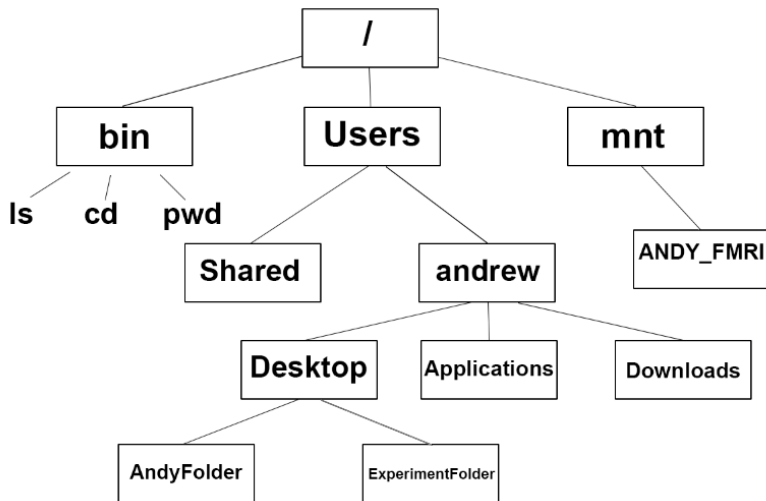 /
bin
Users
mnt
ls
cd
pwd
Shared
andrew
ANDY_FMRI
Desktop
Applications
Downloads
AndyFolder
ExperimentFolder